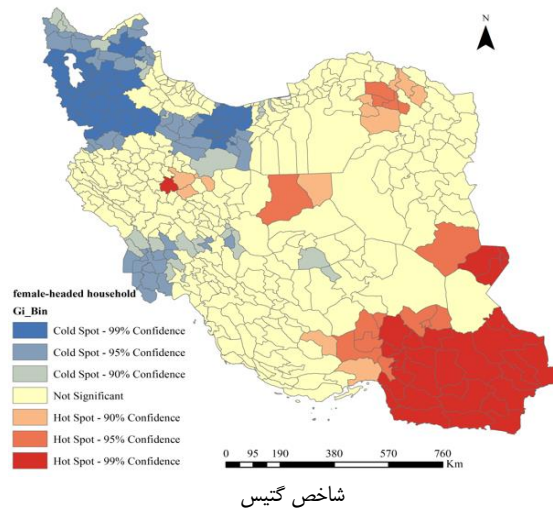 N
female-headed household
Gi_Bin
Cold Spot - 99% Confidence
Cold Spot - 95% Confidence
Cold Spot - 90% Confidence
Not Significant
Hot Spot - 90% Confidence
Hot Spot - 95% Confidence
Hot Spot - 99% Confidence
0 95 190 380 570 760
Km
شاخص گتیس